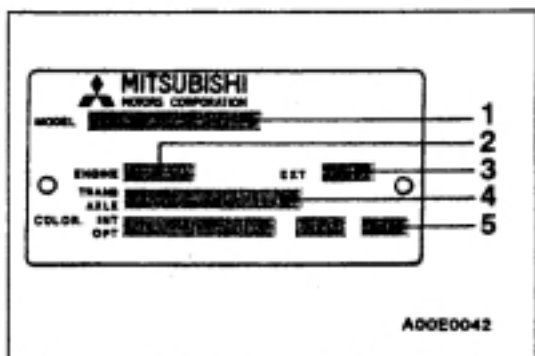 MITSUBISHI
MOTORS CORPORATION
MODEL 1
2
ENGINE EXT 3
TRANS
AXLE 4
COLOR. INT
OPT 5
A00E0042